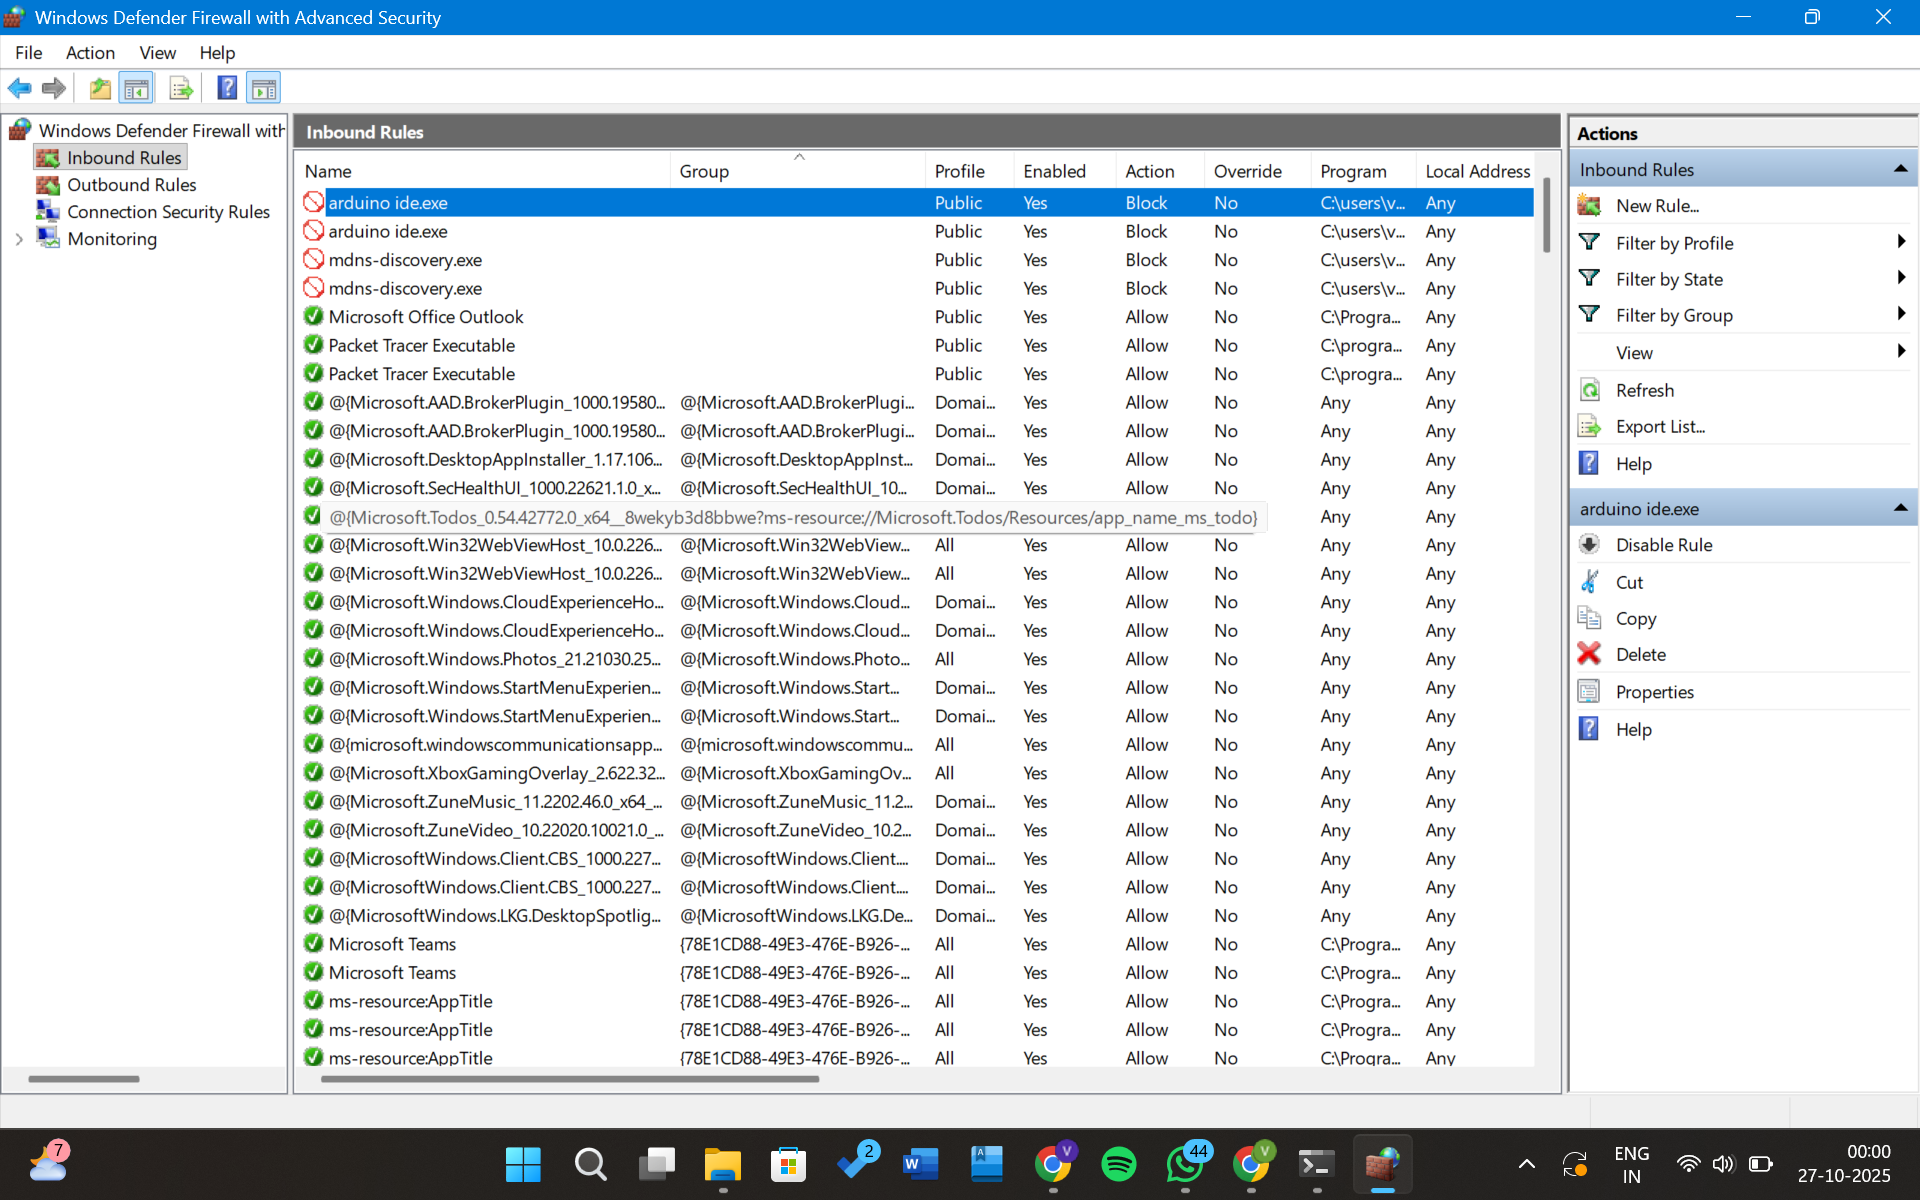 Windows Defender Firewall with Advanced Security
File Action View Help
Windows Defender Firewall with
Inbound Rules
Outbound Rules
Connection Security Rules
Monitoring
Inbound Rules
Name Group Profile Enabled Action Override Program Local Address
arduino ide.exe Public Yes Block No C:\users\v... Any
arduino ide.exe Public Yes Block No C:\users\v... Any
mdns-discovery.exe Public Yes Block No C:\users\v... Any
mdns-discovery.exe Public Yes Block No C:\users\v... Any
Microsoft Office Outlook Public Yes Allow No C:\Progra... Any
Packet Tracer Executable Public Yes Allow No C:\progra... Any
Packet Tracer Executable Public Yes Allow No C:\progra... Any
@{Microsoft.AAD.BrokerPlugin_1000.19580... @{Microsoft.AAD.BrokerPlugi... Domai... Yes Allow No Any Any
@{Microsoft.AAD.BrokerPlugin_1000.19580... @{Microsoft.AAD.BrokerPlugi... Domai... Yes Allow No Any Any
@{Microsoft.DesktopAppInstaller_1.17.106... @{Microsoft.DesktopAppInst... Domai... Yes Allow No Any Any
@{Microsoft.SecHealthUI_1000.22621.1.0_x... @{Microsoft.SecHealthUI_10... Domai... Yes Allow No Any Any
@{Microsoft.Todos_0.54.42772.0_x64__8wekyb3d8bbwe?ms-resource://Microsoft.Todos/Resources/app_name_ms_todo} Any Any
@{Microsoft.Win32WebViewHost_10.0.226... @{Microsoft.Win32WebView... All Yes Allow No Any Any
@{Microsoft.Win32WebViewHost_10.0.226... @{Microsoft.Win32WebView... All Yes Allow No Any Any
@{Microsoft.Windows.CloudExperienceHo... @{Microsoft.Windows.Cloud... Domai... Yes Allow No Any Any
@{Microsoft.Windows.CloudExperienceHo... @{Microsoft.Windows.Cloud... Domai... Yes Allow No Any Any
@{Microsoft.Windows.Photos_21.21030.25... @{Microsoft.Windows.Photo... All Yes Allow No Any Any
@{Microsoft.Windows.StartMenuExperien... @{Microsoft.Windows.Start... Domai... Yes Allow No Any Any
@{Microsoft.Windows.StartMenuExperien... @{Microsoft.Windows.Start... Domai... Yes Allow No Any Any
@{microsoft.windowscommunicationsapp... @{microsoft.windowscommu... All Yes Allow No Any Any
@{Microsoft.XboxGamingOverlay_2.622.32... @{Microsoft.XboxGamingOv... All Yes Allow No Any Any
@{Microsoft.ZuneMusic_11.2202.46.0_x64_... @{Microsoft.ZuneMusic_11.2... Domai... Yes Allow No Any Any
@{Microsoft.ZuneVideo_10.22020.10021.0_... @{Microsoft.ZuneVideo_10.2... Domai... Yes Allow No Any Any
@{MicrosoftWindows.Client.CBS_1000.227... @{MicrosoftWindows.Client.... Domai... Yes Allow No Any Any
@{MicrosoftWindows.Client.CBS_1000.227... @{MicrosoftWindows.Client.... Domai... Yes Allow No Any Any
@{MicrosoftWindows.LKG.DesktopSpotlig... @{MicrosoftWindows.LKG.De... Domai... Yes Allow No Any Any
Microsoft Teams {78E1CD88-49E3-476E-B926-... All Yes Allow No C:\Progra... Any
Microsoft Teams {78E1CD88-49E3-476E-B926-... All Yes Allow No C:\Progra... Any
ms-resource:AppTitle {78E1CD88-49E3-476E-B926-... All Yes Allow No C:\Progra... Any
ms-resource:AppTitle {78E1CD88-49E3-476E-B926-... All Yes Allow No C:\Progra... Any
ms-resource:AppTitle {78E1CD88-49E3-476E-B926-... All Yes Allow No C:\Progra... Any
Actions
Inbound Rules
New Rule...
Filter by Profile
Filter by State
Filter by Group
View
Refresh
Export List...
Help
arduino ide.exe
Disable Rule
Cut
Copy
Delete
Properties
Help
7
2
W
A
V
44
V
ENG
IN
00:00
27-10-2025